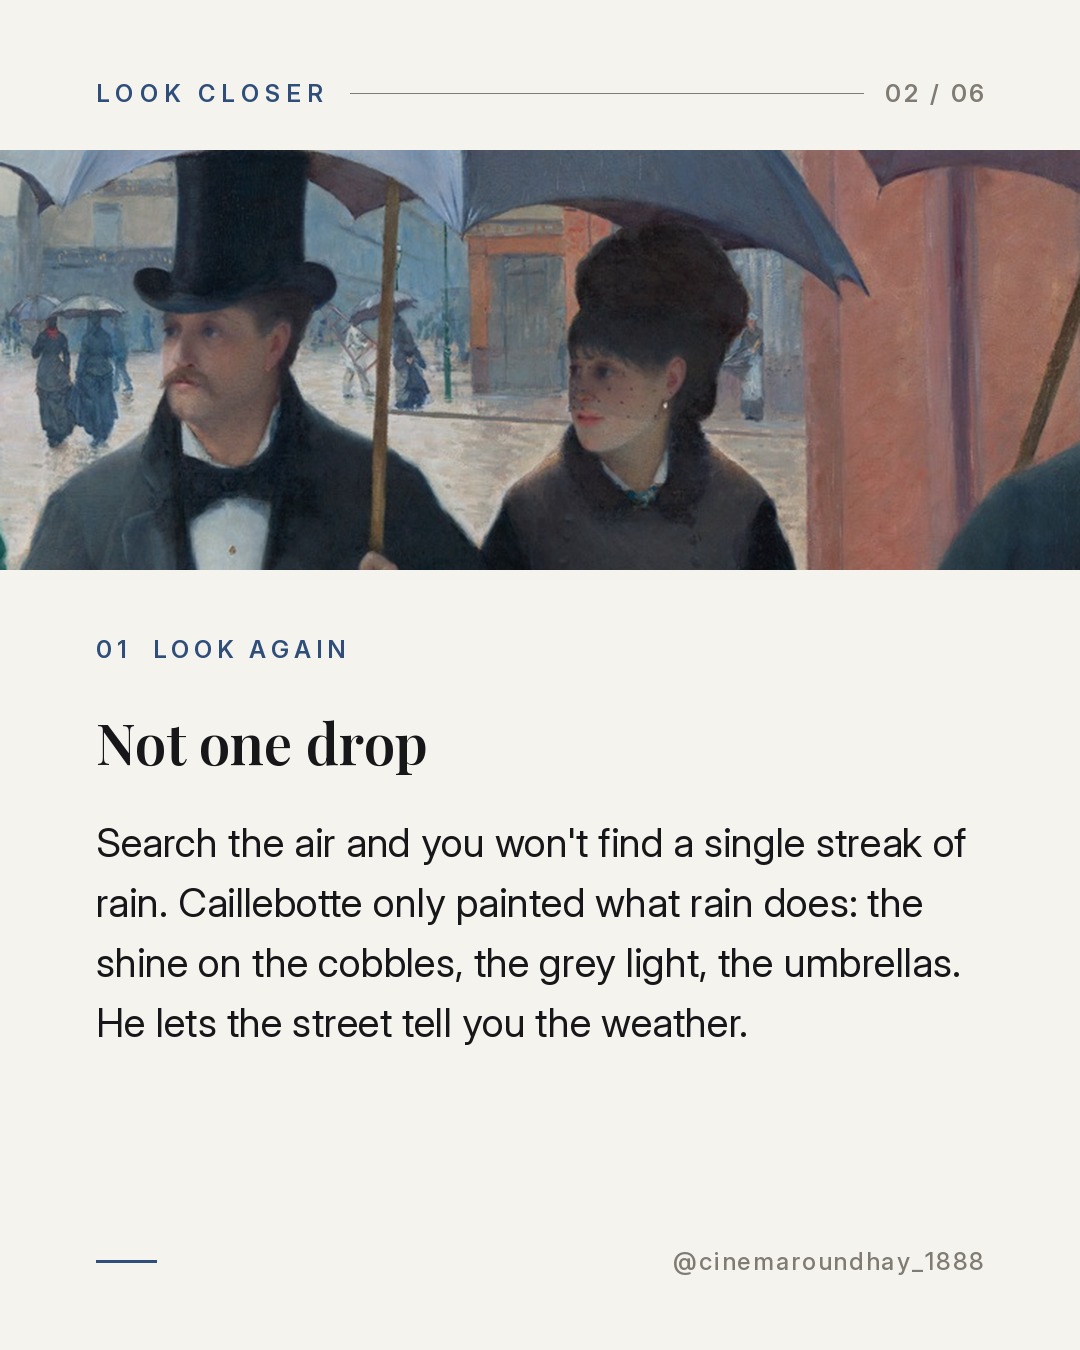 LOOK CLOSER 02 / 06
01 LOOK AGAIN
Not one drop
Search the air and you won't find a single streak of
rain. Caillebotte only painted what rain does: the
shine on the cobbles, the grey light, the umbrellas.
He lets the street tell you the weather.
@cinemaroundhay_1888